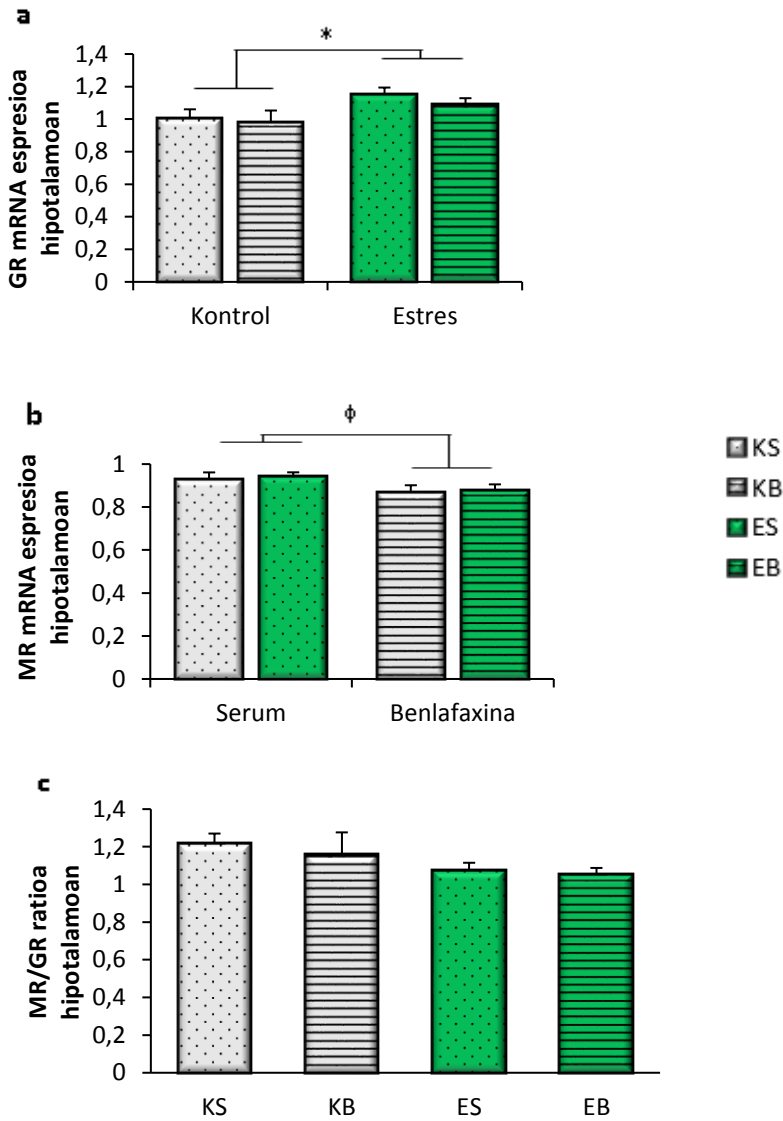 a
*
GR mRNA espresioa
hipotalamoan
1,4
1,2
1
0,8
0,6
0,4
0,2
0
Kontrol
Estres
b
ϕ
MR mRNA espresioa
hipotalamoan
1
0,8
0,6
0,4
0,2
0
Serum
Benlafaxina
KS
KB
ES
EB
c
MR/GR ratioa
hipotalamoan
1,4
1,2
1
0,8
0,6
0,4
0,2
0
KS
KB
ES
EB